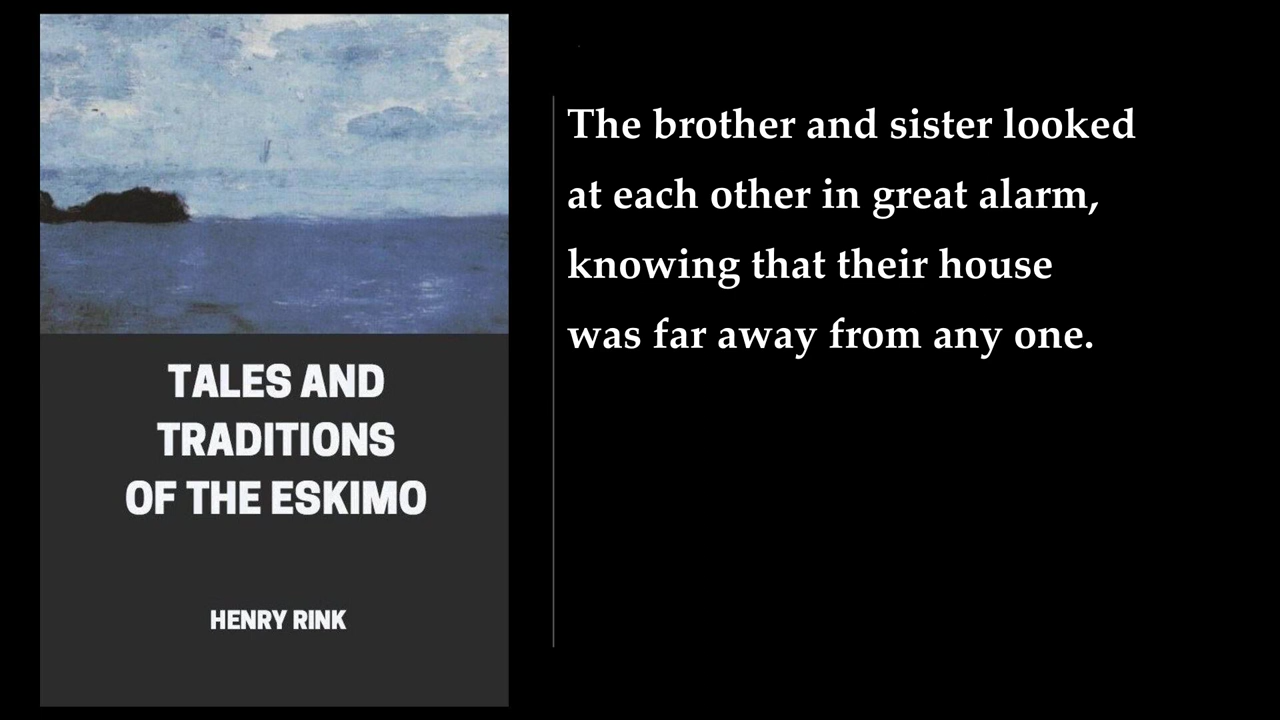 TALES AND
TRADITIONS
OF THE ESKIMO
HENRY RINK
The brother and sister looked
at each other in great alarm,
knowing that their house
was far away from any one.